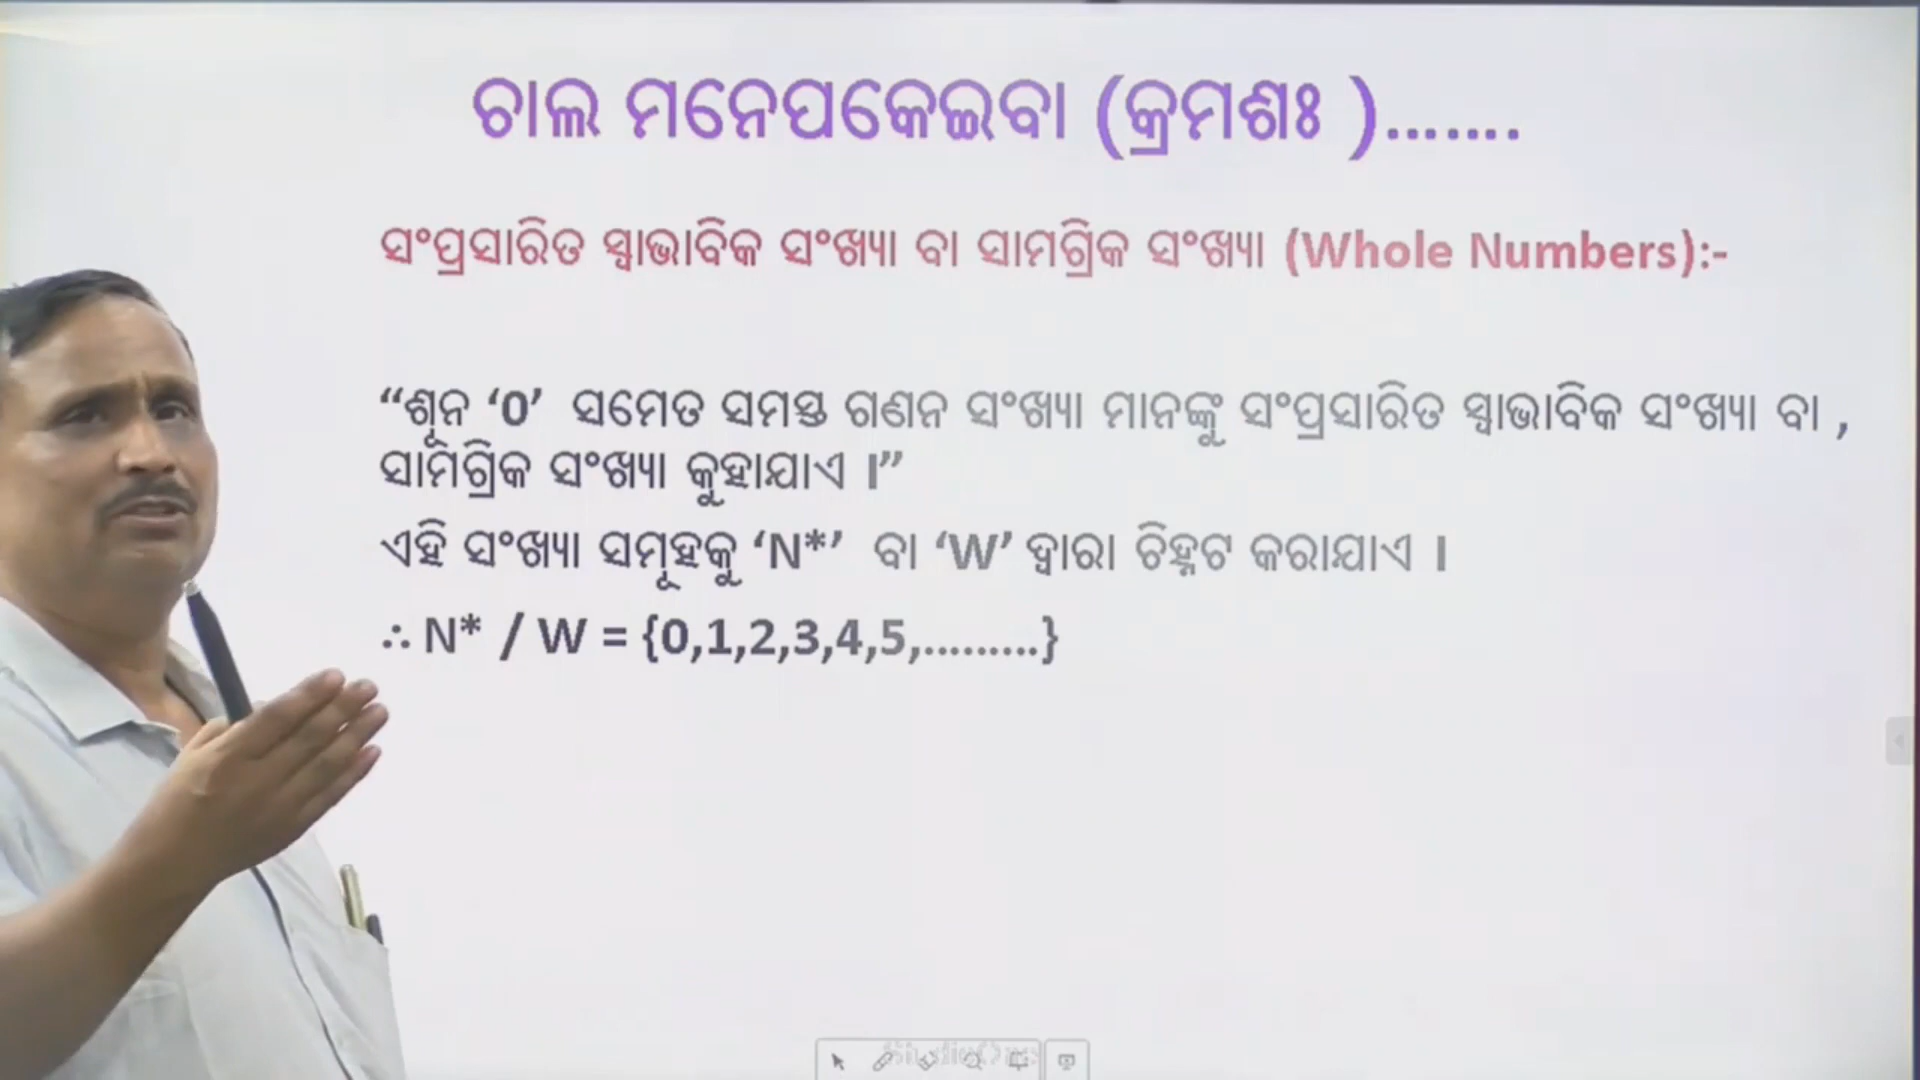 ଚାଲ ମନେପକେଇବା (କ୍ରମଶଃ ).......
ସଂପ୍ରସାରିତ ସ୍ୱାଭାବିକ ସଂଖ୍ୟା ବା ସାମଗ୍ରିକ ସଂଖ୍ୟା (Whole Numbers):-
“ଶୂନ ‘0’ ସମେତ ସମସ୍ତ ଗଣନ ସଂଖ୍ୟା ମାନଙ୍କୁ ସଂପ୍ରସାରିତ ସ୍ୱାଭାବିକ ସଂଖ୍ୟା ବା ,
ସାମଗ୍ରିକ ସଂଖ୍ୟା କୁହାଯାଏ ।”
ଏହି ସଂଖ୍ୟା ସମୂହକୁ ‘N*’ ବା ‘W’ ଦ୍ୱାରା ଚିହ୍ନଟ କରାଯାଏ ।
∴ N* / W = {0,1,2,3,4,5,.........}